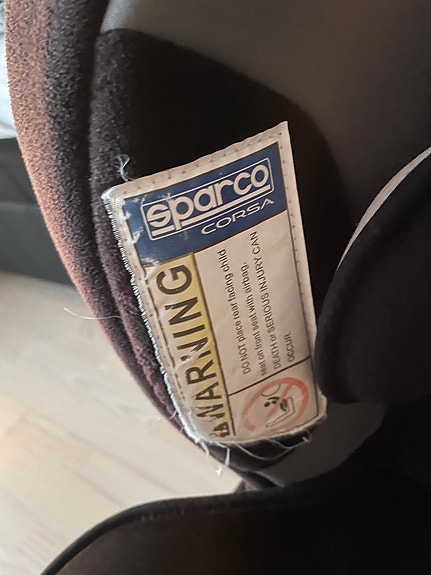 sparco
CORSA
WARNING
DO NOT place rear facing child
seat on front seat with airbag.
DEATH or SERIOUS INJURY CAN
OCCUR.